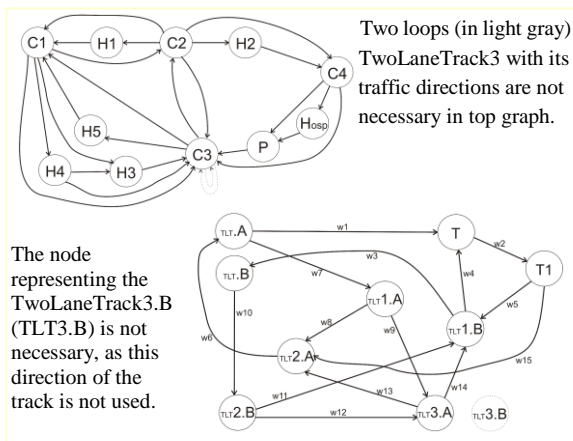 Two loops (in light gray)
TwoLaneTrack3 with its
traffic directions are not
necessary in top graph.
C1
H1
C2
H2
C4
H5
Hosp
P
C3
H4
H3
The node
representing the
TwoLaneTrack3.B
(TLT3.B) is not
necessary, as this
direction of the
track is not used.
TLT.A
w1
T
w2
w3
TLT.B
w7
T1
w4
w5
TLT1.A
w10
w8
w9
TLT1.B
w6
TLT2.A
w15
w11
w13
w14
TLT2.B
w12
TLT3.A
TLT3.B